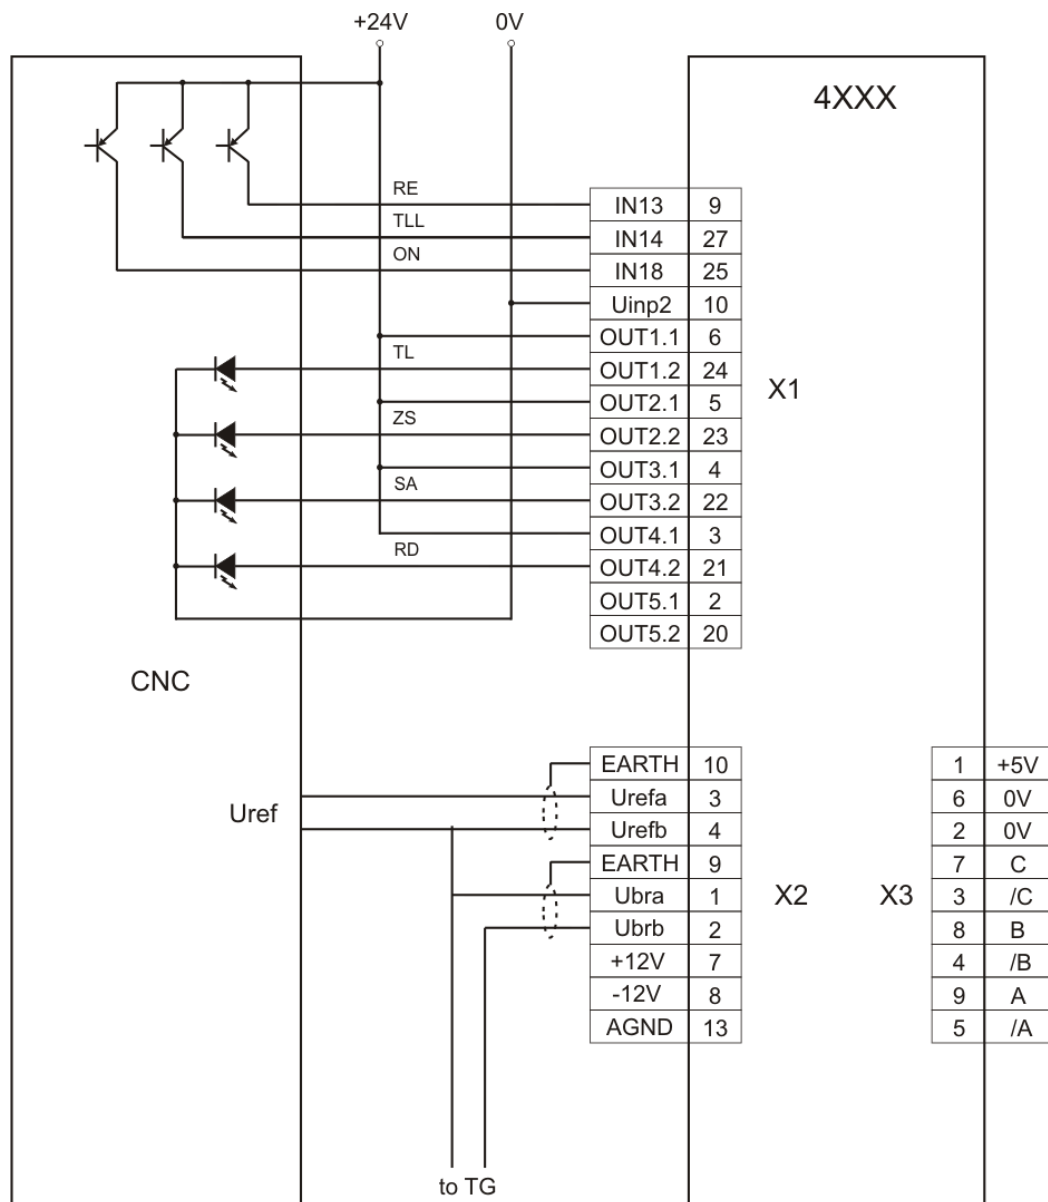 +24V 0V
4XXX
RE IN13 9
TLL IN14 27
ON IN18 25
Uinp2 10
OUT1.1 6
TL OUT1.2 24
X1
OUT2.1 5
ZS OUT2.2 23
OUT3.1 4
SA OUT3.2 22
OUT4.1 3
RD OUT4.2 21
OUT5.1 2
OUT5.2 20
CNC
EARTH 10 1 +5V
Uref Urefa 3 6 0V
Urefb 4 2 0V
EARTH 9 7 C
Ubra 1 X2 X3 3 /C
Ubrb 2 8 B
+12V 7 4 /B
-12V 8 9 A
AGND 13 5 /A
to TG